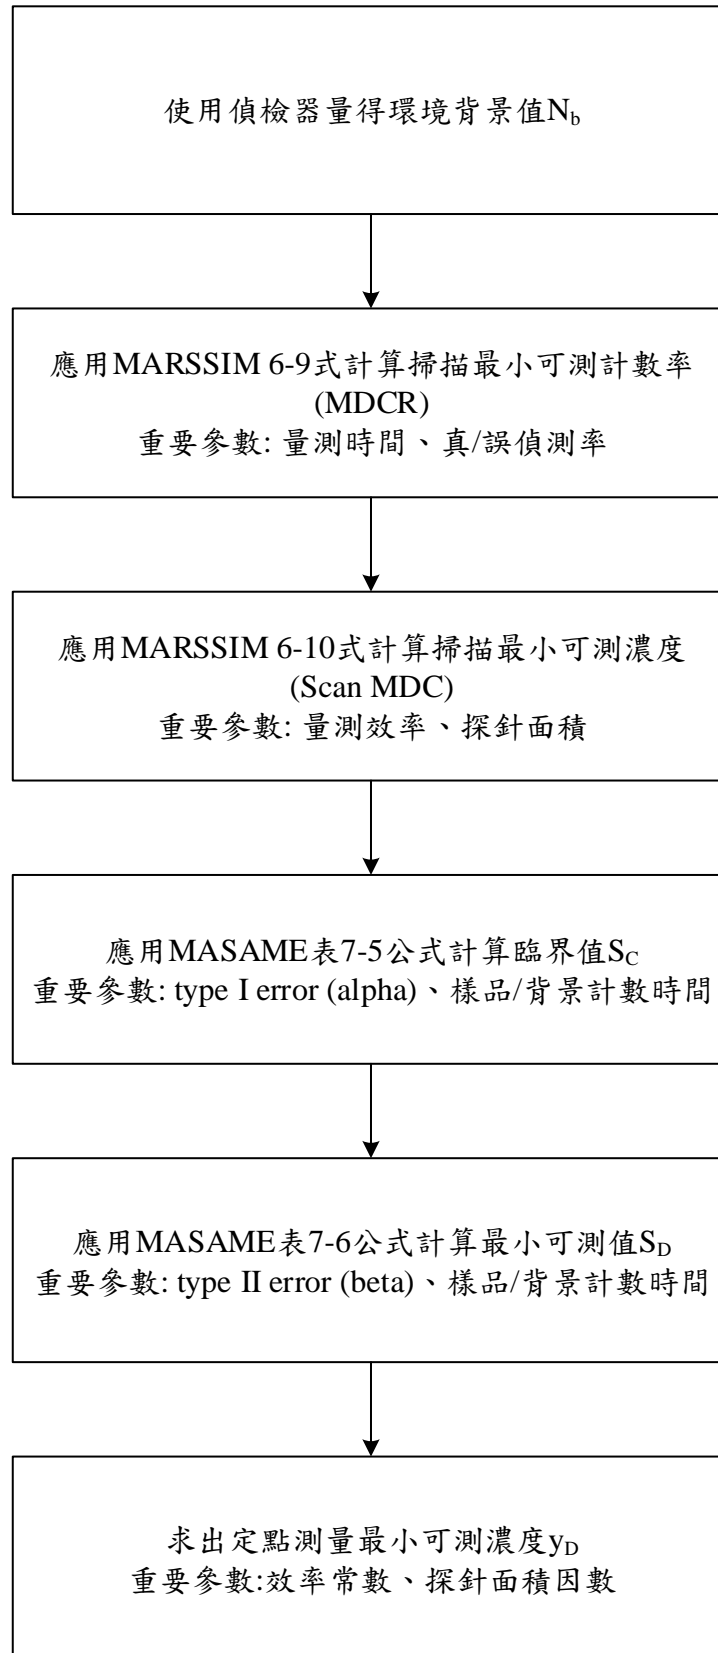 使用偵檢器量得環境背景值Nb
應用MARSSIM 6-9式計算掃描最小可測計數率
(MDCR)
重要參數: 量測時間、真/誤偵測率
應用MARSSIM 6-10式計算掃描最小可測濃度
(Scan MDC)
重要參數: 量測效率、探針面積
應用MASAME表7-5公式計算臨界值SC
重要參數: type I error (alpha)、樣品/背景計數時間
應用MASAME表7-6公式計算最小可測值SD
重要參數: type II error (beta)、樣品/背景計數時間
求出定點測量最小可測濃度yD
重要參數:效率常數、探針面積因數